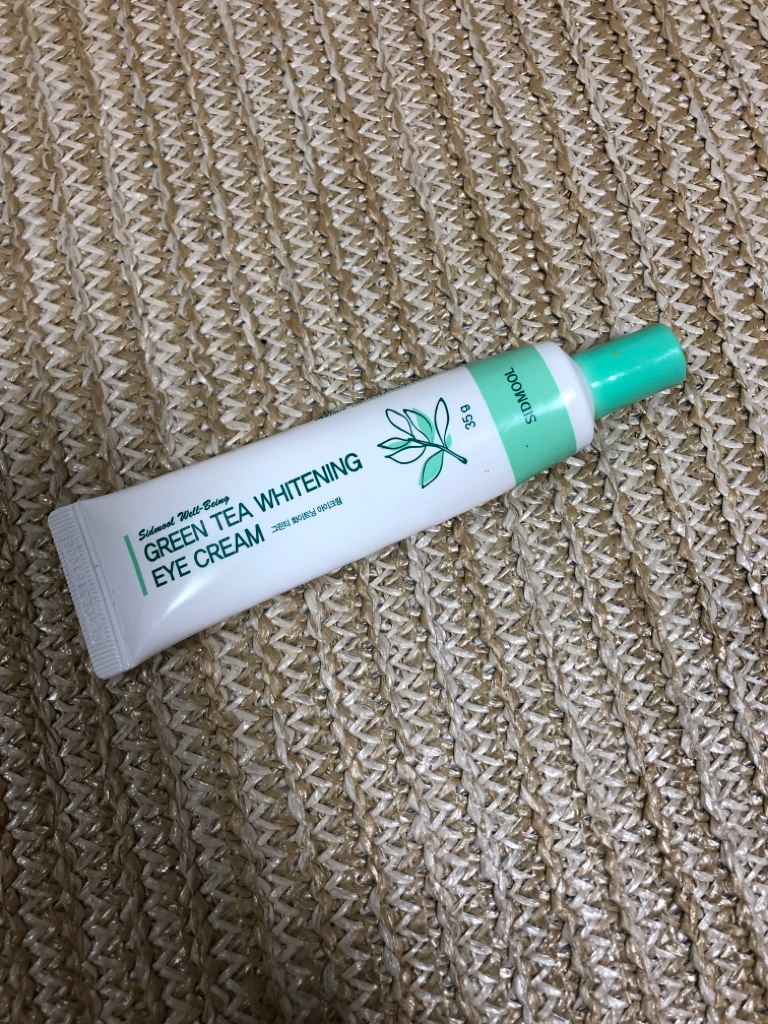 Sidmool Well-Being
GREEN TEA WHITENING
EYE CREAM 그린티 화이트닝 아이크림
35 g
SIDMOOL